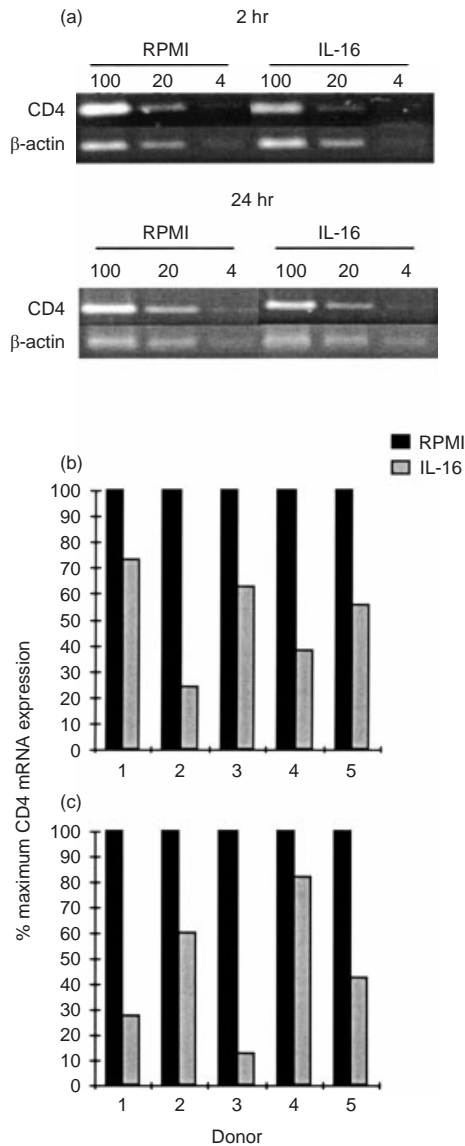 (a)
2 hr
RPMI IL-16
100 20 4 100 20 4
CD4
β-actin
24 hr
RPMI IL-16
100 20 4 100 20 4
CD4
β-actin
RPMI
IL-16
(b)
100
90
80
70
60
50
40
30
20
10
0
1 2 3 4 5
(c)
100
90
80
70
60
50
40
30
20
10
0
1 2 3 4 5
% maximum CD4 mRNA expression
Donor